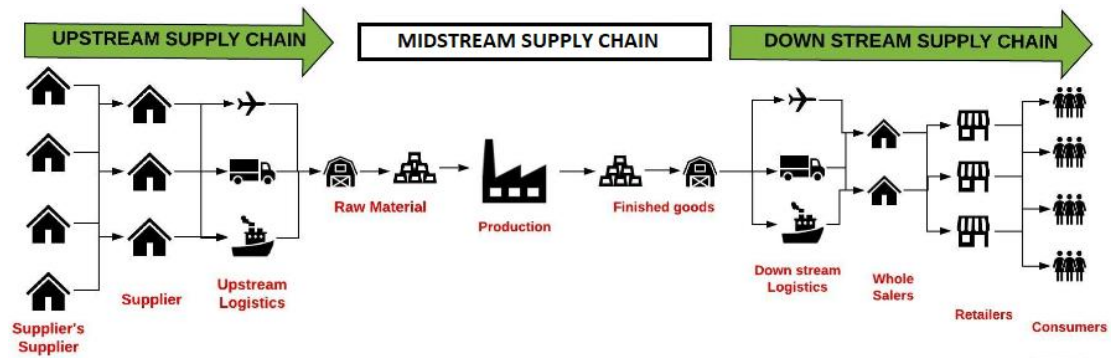 UPSTREAM SUPPLY CHAIN
MIDSTREAM SUPPLY CHAIN
DOWN STREAM SUPPLY CHAIN
Raw Material
Production
Finished goods
Supplier's
Supplier
Supplier
Upstream
Logistics
Down stream
Logistics
Whole
Salers
Retailers
Consumers